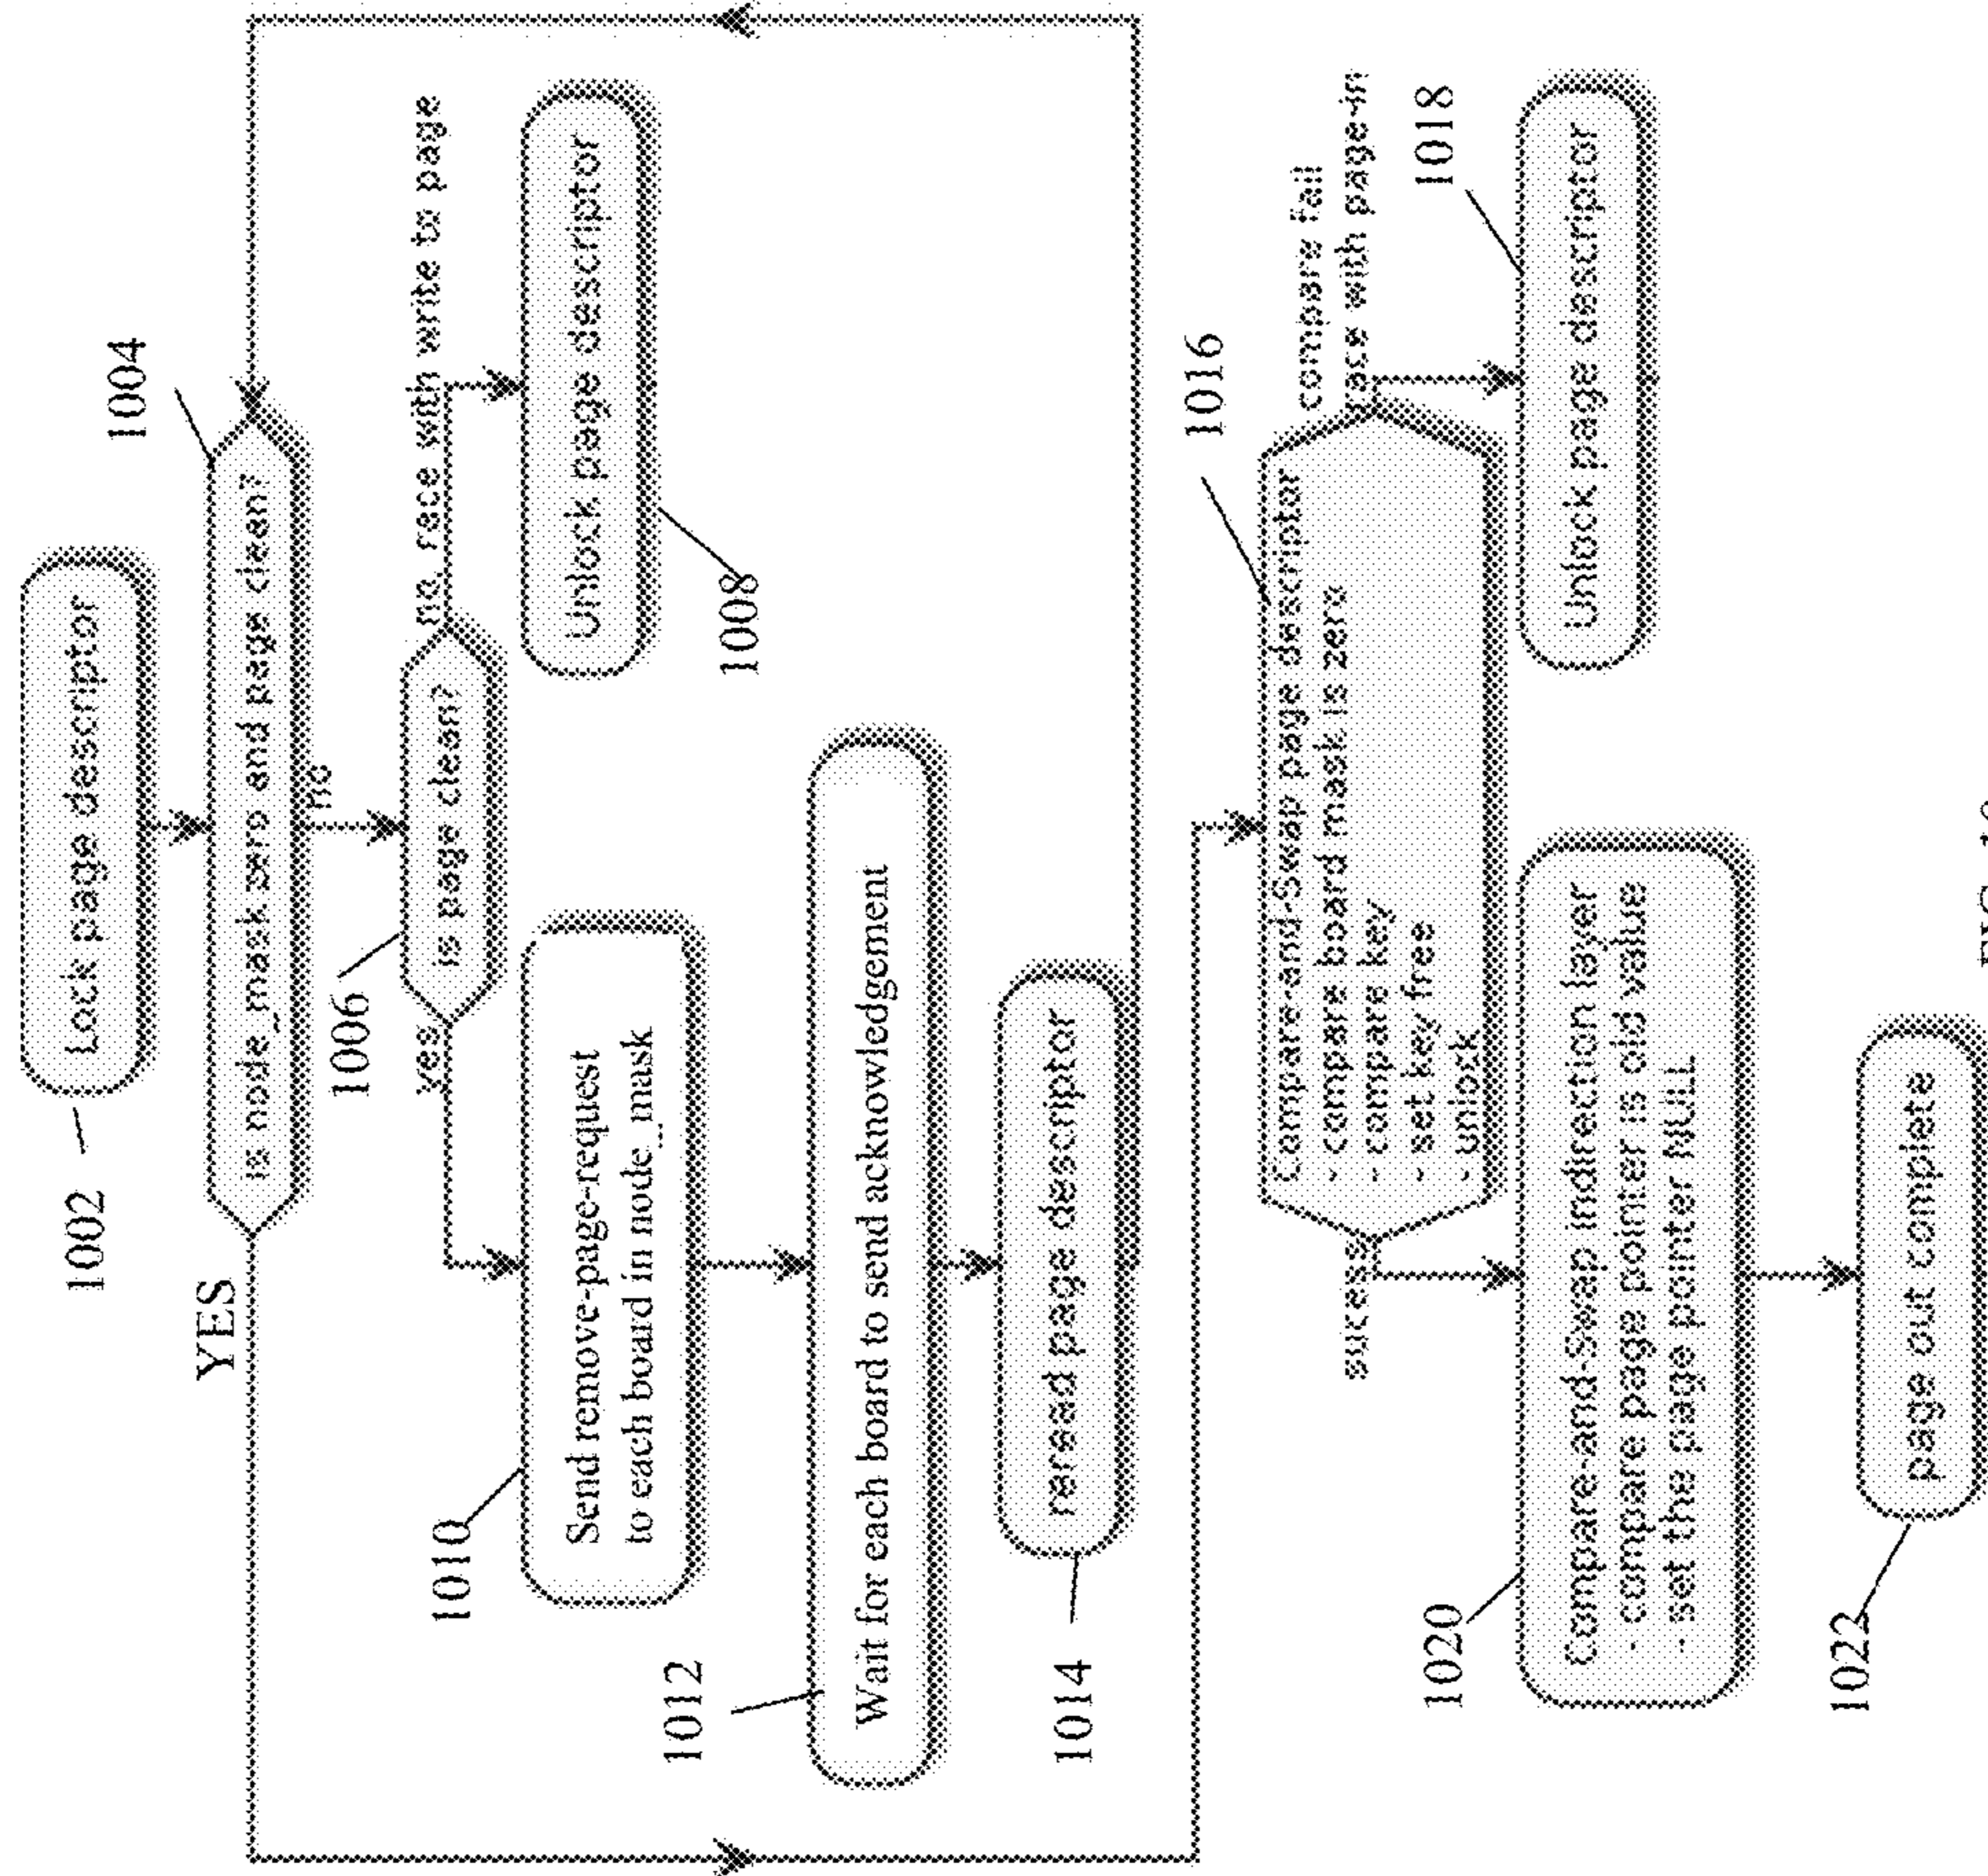 1002
Lock page descriptor
1004
is node_mask zero and page clean?
YES
no
1006
is page clean?
yes
no, race with write to page
Unlock page descriptor
1008
1010
Send remove-page-request
to each board in node_mask
1012
Wait for each board to send acknowledgement
1014
reread page descriptor
1016
Compare-and-Swap page descriptor
- compare board mask is zero
- compare key
- set key free
- unlock
compare fail
race with page-in
1018
Unlock page descriptor
sucess
1020
Compare-and-Swap indirection layer
- compare page pointer is old value
- set the page pointer NULL
1022
page out complete